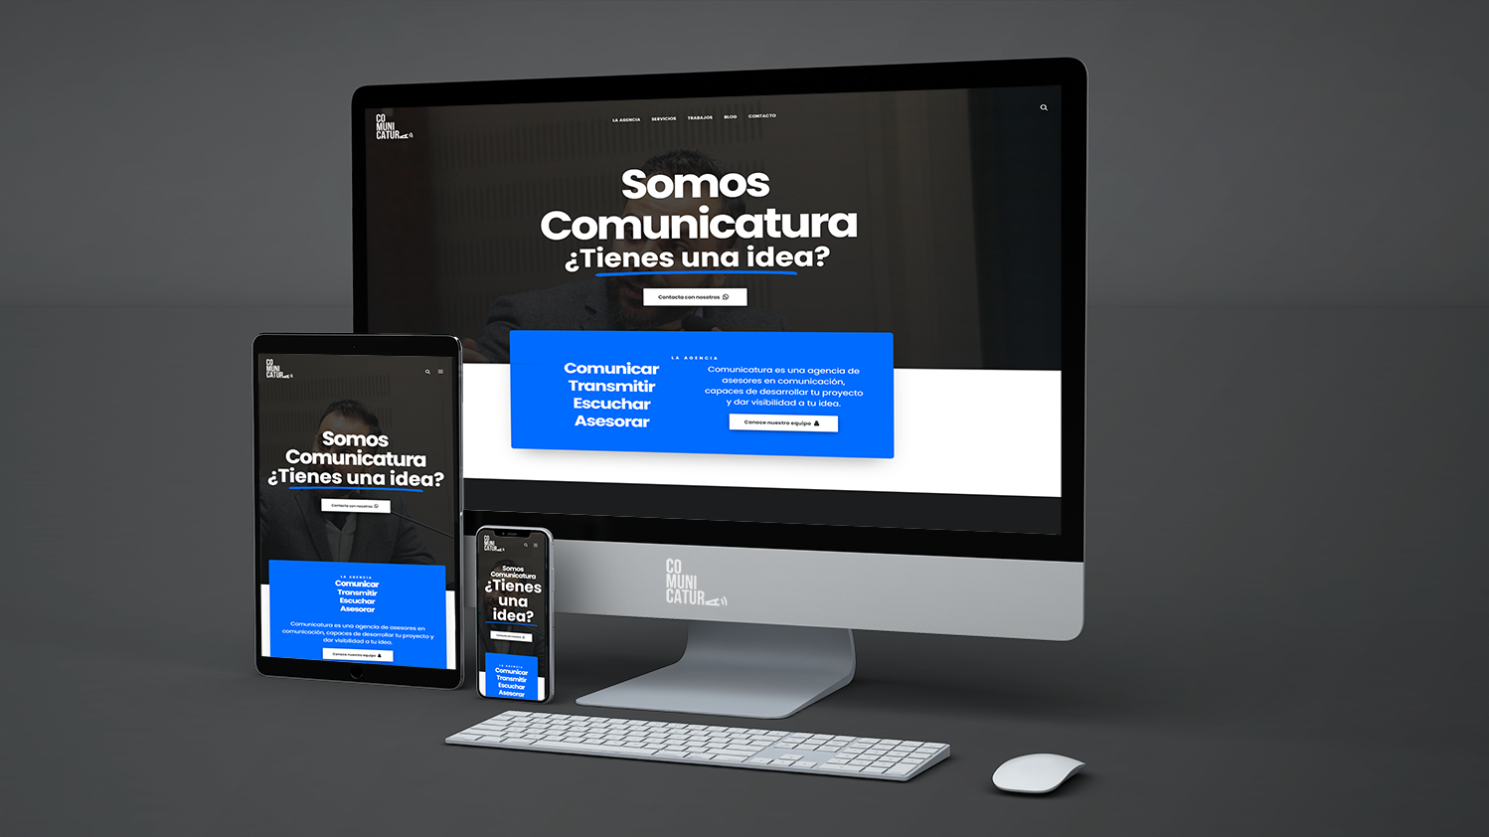 CO
MUNI
CATURA
LA AGENCIA SERVICIOS TRABAJOS BLOG CONTACTO
Somos
Comunicatura
¿Tienes una idea?
Contacta con nosotros
LA AGENCIA
Comunicar
Transmitir
Escuchar
Asesorar
Comunicatura es una agencia de
asesores en comunicación,
capaces de desarrollar tu proyecto
y dar visibilidad a tu idea.
Conoce nuestro equipo
CO
MUNI
CATURA
CO
MUNI
CATURA
Somos
Comunicatura
¿Tienes una idea?
Contacta con nosotros
LA AGENCIA
Comunicar
Transmitir
Escuchar
Asesorar
Comunicatura es una agencia de asesores en
comunicación, capaces de desarrollar tu proyecto y
dar visibilidad a tu idea.
Conoce nuestro equipo
CO
MUNI
CATURA
Somos
Comunicatura
¿Tienes
una
idea?
Contacta con nosotros
LA AGENCIA
Comunicar
Transmitir
Escuchar
Asesorar